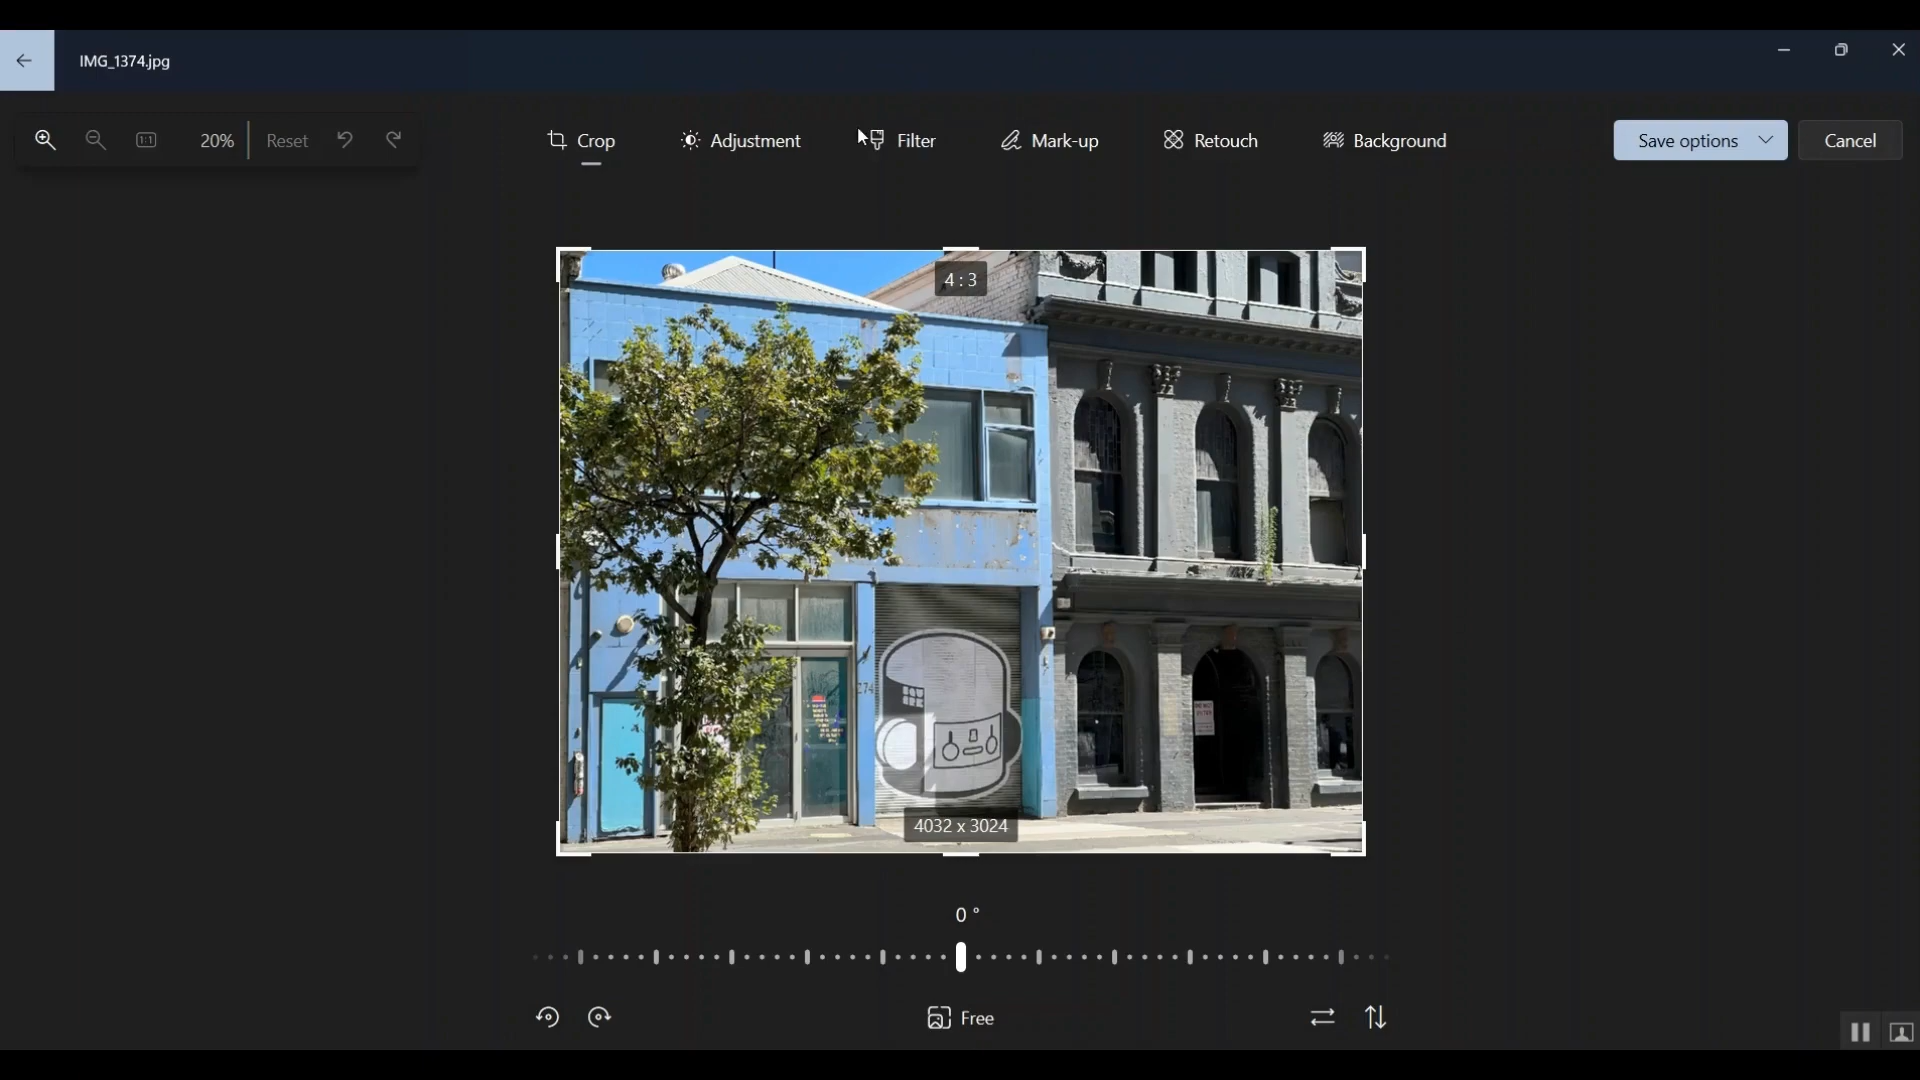 IMG_1374.jpg
20%
Reset
Crop
Adjustment
Filter
Mark-up
Retouch
Background
Save options
Cancel
4:3
274
4032 x 3024
0 °
Free